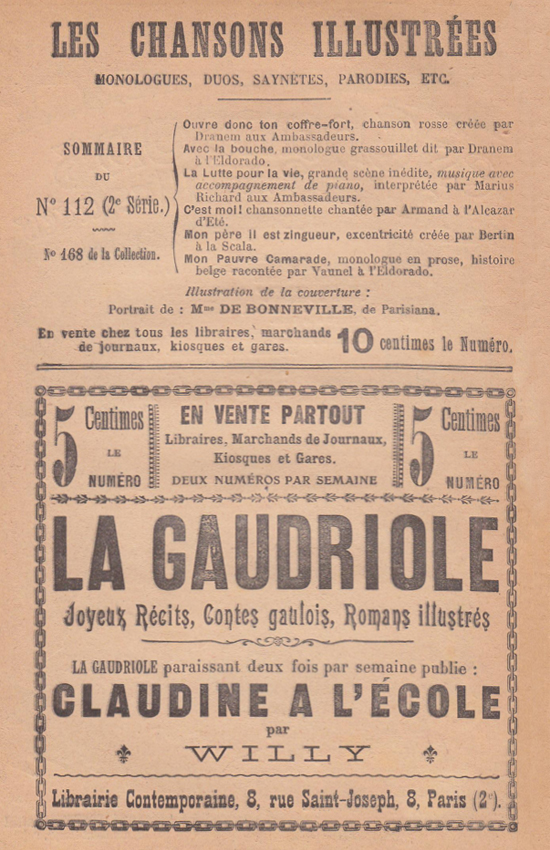 LES CHANSONS ILLUSTRÉES
MONOLOGUES, DUOS, SAYNETES, PARODIES, ETC.
SOMMAIRE
DU
No 112 (2e Série.)
No 168 de la Collection.
Ouvre donc ton coffre-fort, chanson rosse créée par
Dranem aux Ambassadeurs.
Avec la bouche, monologue grassouillet dit par Dranem
à l'Eldorado.
La Lutte pour la vie, grande scène inédite, musique avec
accompagnement de piano, interprétée par Marius
Richard aux Ambassadeurs.
C'est moi! chansonnette chantée par Armand à l'Alcazar
d'Eté.
Mon père il est zingueur, excentricité créée par Bertin
à la Scala.
Mon Pauvre Camarade, monologue en prose, histoire
belge racontée par Vaunel à l'Eldorado.
Illustration de la couverture :
Portrait de : Mme DE BONNEVILLE, de Parisiana.
En vente chez tous les libraires, marchands
de journaux, kiosques et gares.
10 centimes le Numéro.
5 Centimes
LE
NUMÉRO
EN VENTE PARTOUT
Libraires, Marchands de Journaux,
Kiosques et Gares.
DEUX NUMÉROS PAR SEMAINE
5 Centimes
LE
NUMÉRO
LA GAUDRIOLE
Joyeux Récits, Contes gaulois, Romans illustrés
LA GAUDRIOLE paraissant deux fois par semaine publie :
CLAUDINE A L'ÉCOLE
par
WILLY
Librairie Contemporaine, 8, rue Saint-Joseph, 8, Paris (2e).